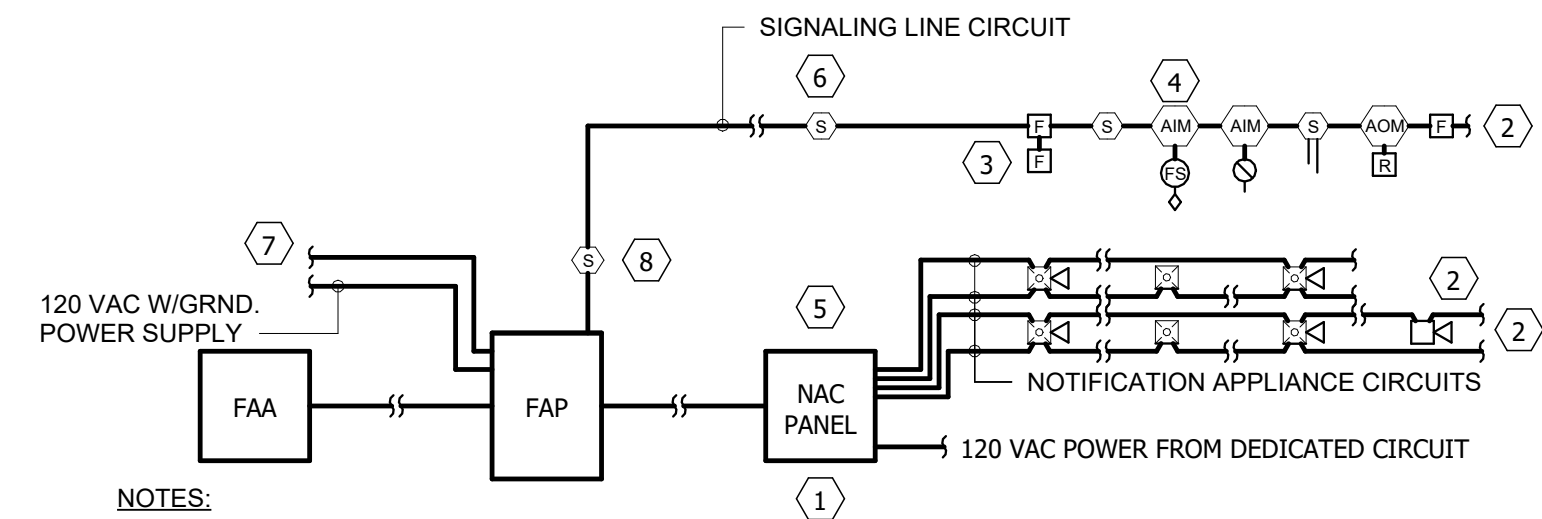 SIGNALING LINE CIRCUIT
6
4
S
F
S
AIM
AIM
S
AOM
F
2
3
F
FS
R
7
S
8
120 VAC W/GRND.
POWER SUPPLY
5
2
2
NOTIFICATION APPLIANCE CIRCUITS
FAA
FAP
NAC
PANEL
120 VAC POWER FROM DEDICATED CIRCUIT
NOTES:
1